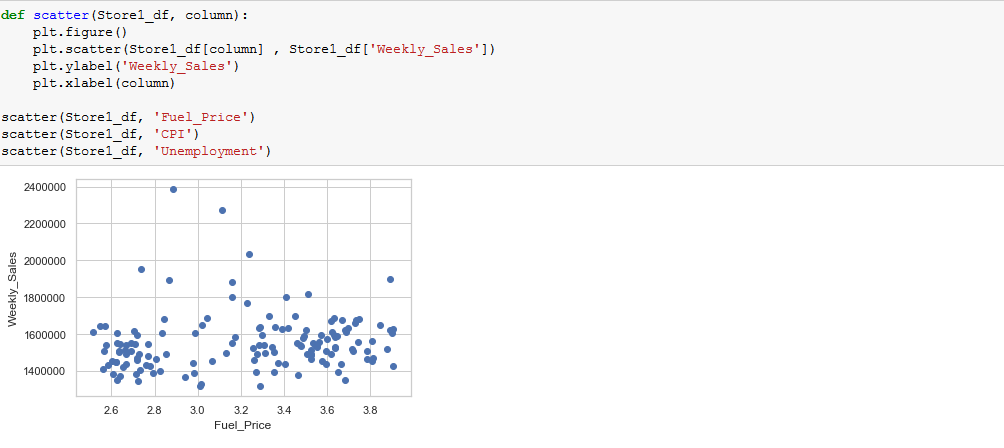 def scatter(Store1_df, column):
    plt.figure()
    plt.scatter(Store1_df[column] , Store1_df['Weekly_Sales'])
    plt.ylabel('Weekly_Sales')
    plt.xlabel(column)
scatter(Store1_df, 'Fuel_Price')
scatter(Store1_df, 'CPI')
scatter(Store1_df, 'Unemployment')
2400000
2200000
2000000
1800000
1600000
1400000
Weekly_Sales
2.6 2.8 3.0 3.2 3.4 3.6 3.8
Fuel_Price